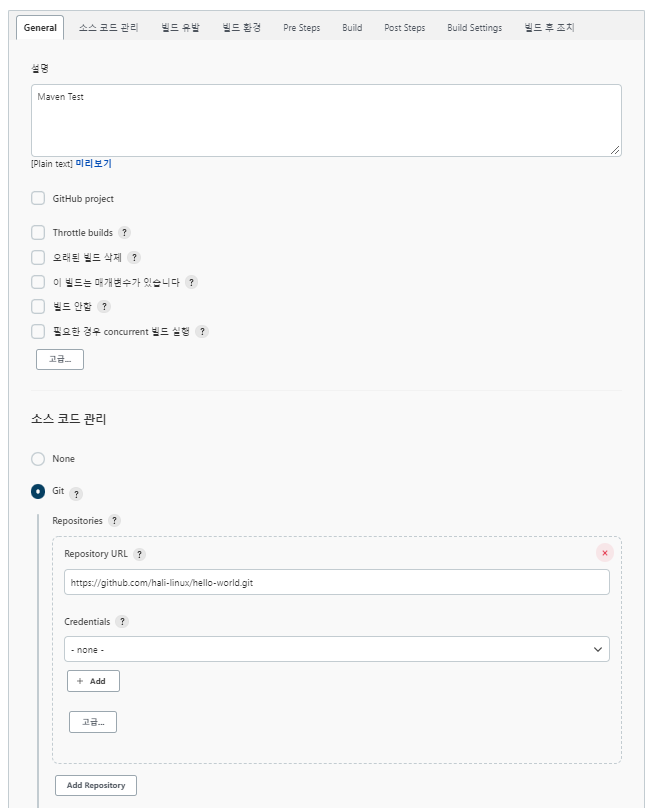 General 소스 코드 관리 빌드 유발 빌드 환경 Pre Steps Build Post Steps Build Settings 빌드 후 조치
설명
Maven Test
[Plain text] 미리보기
GitHub project
Throttle builds ?
오래된 빌드 삭제 ?
이 빌드는 매개변수가 있습니다 ?
빌드 안함 ?
필요한 경우 concurrent 빌드 실행 ?
고급...
소스 코드 관리
None
Git ?
Repositories ?
Repository URL ?
https://github.com/hali-linux/hello-world.git
Credentials ?
- none -
+ Add
고급...
Add Repository